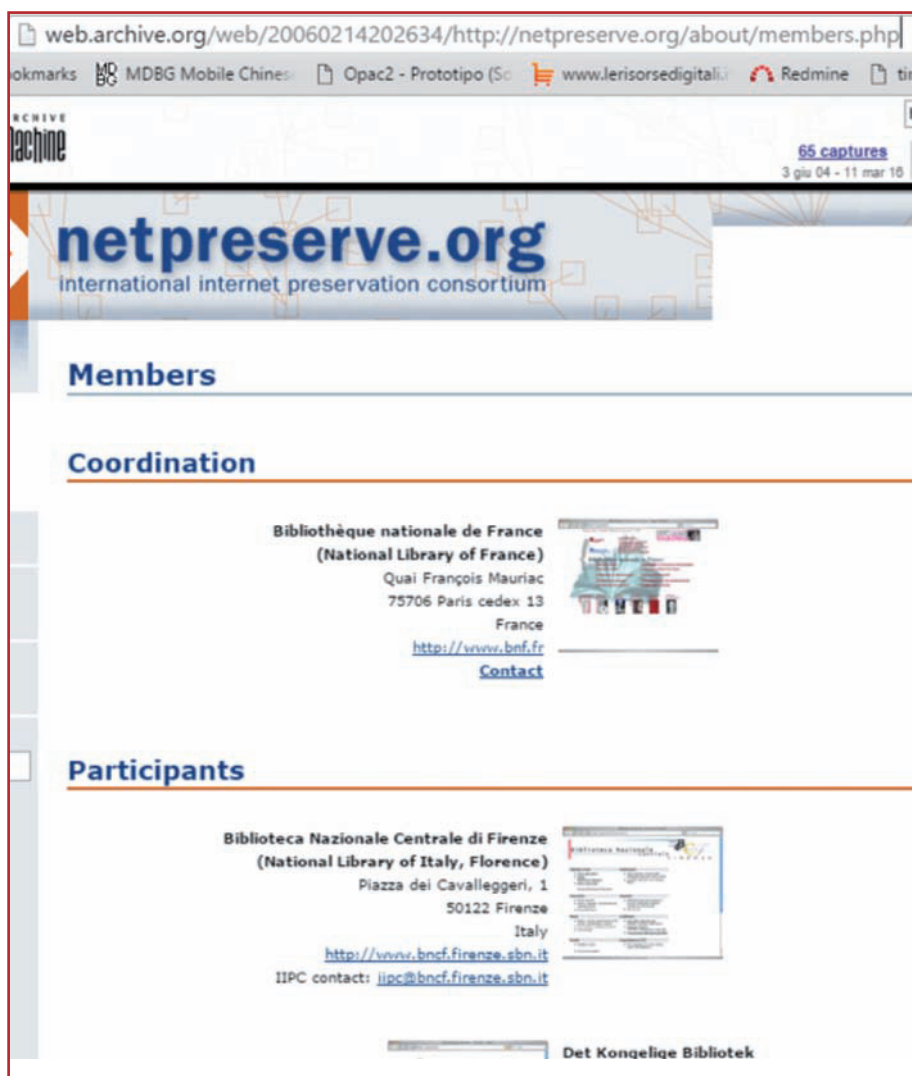 web.archive.org/web/20060214202634/http://netpreserve.org/about/members.php
okmarks MDBG Mobile Chines Opac2 - Prototipo (Sc www.lerisorsedigitali.i Redmine tir
65 captures
3 giu 04 - 11 mar 16
netpreserve.org
international internet preservation consortium
Members
Coordination
Bibliothèque nationale de France
(National Library of France)
Quai François Mauriac
75706 Paris cedex 13
France
http://www.bnf.fr
Contact
Participants
Biblioteca Nazionale Centrale di Firenze
(National Library of Italy, Florence)
Piazza dei Cavalleggeri, 1
50122 Firenze
Italy
http://www.bncf.firenze.sbn.it
IIPC contact: iipc@bncf.firenze.sbn.it
Det Kongelige Bibliotek